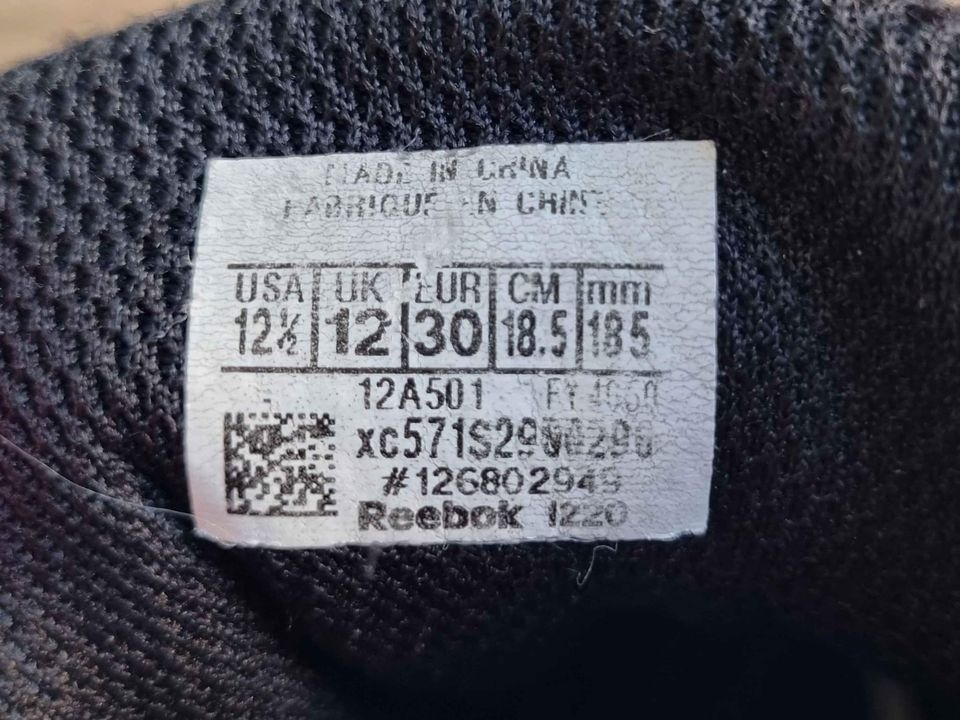 MADE IN CHINA
FABRIQUE EN CHINE
USA UK EUR CM mm
12½ 12 30 18.5 185
12A501
#126802949
Reebok 1220